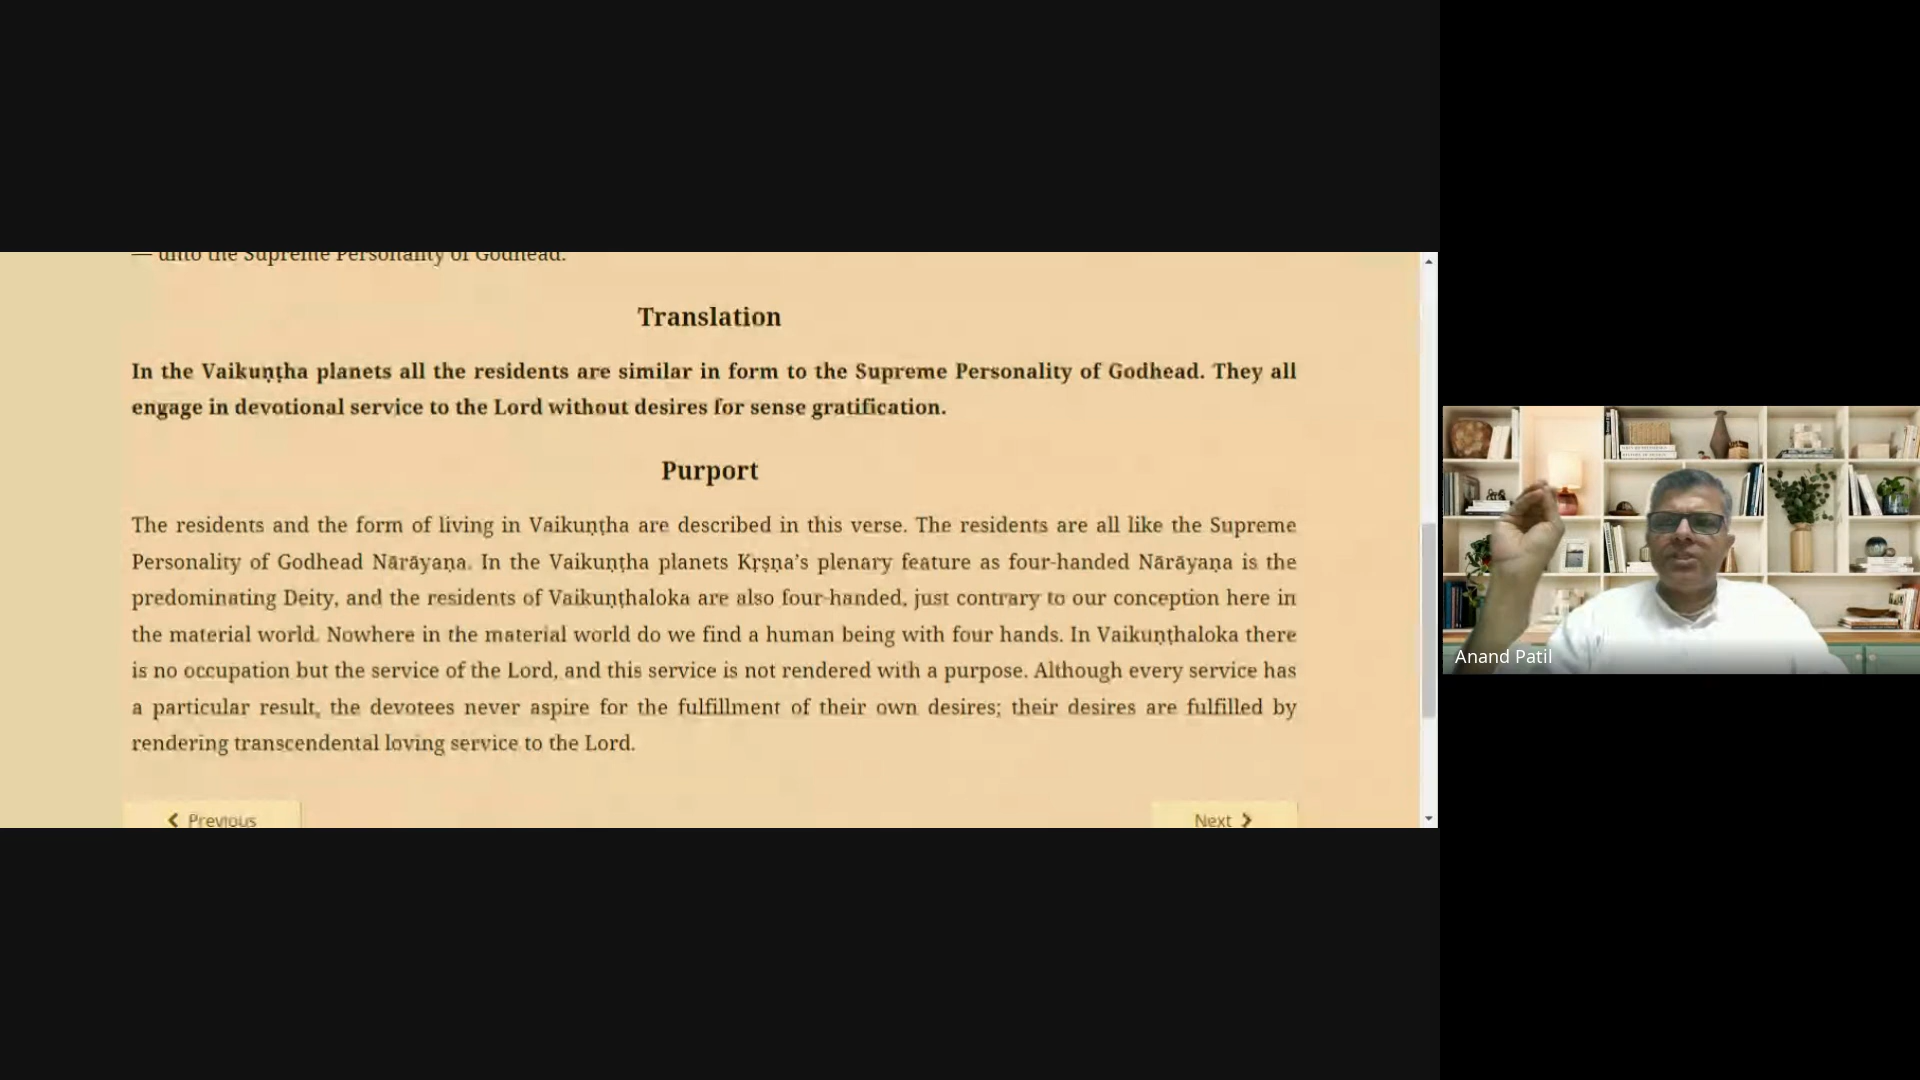 — unto the Supreme Personality of Godhead.
Translation
In the Vaikuṇṭha planets all the residents are similar in form to the Supreme Personality of Godhead. They all
engage in devotional service to the Lord without desires for sense gratification.
Purport
The residents and the form of living in Vaikuṇṭha are described in this verse. The residents are all like the Supreme
Personality of Godhead Nārāyaṇa. In the Vaikuṇṭha planets Kṛṣṇa’s plenary feature as four-handed Nārāyaṇa is the
predominating Deity, and the residents of Vaikuṇṭhaloka are also four-handed, just contrary to our conception here in
the material world. Nowhere in the material world do we find a human being with four hands. In Vaikuṇṭhaloka there
is no occupation but the service of the Lord, and this service is not rendered with a purpose. Although every service has
a particular result, the devotees never aspire for the fulfillment of their own desires; their desires are fulfilled by
rendering transcendental loving service to the Lord.
Previous
Next
Anand Patil